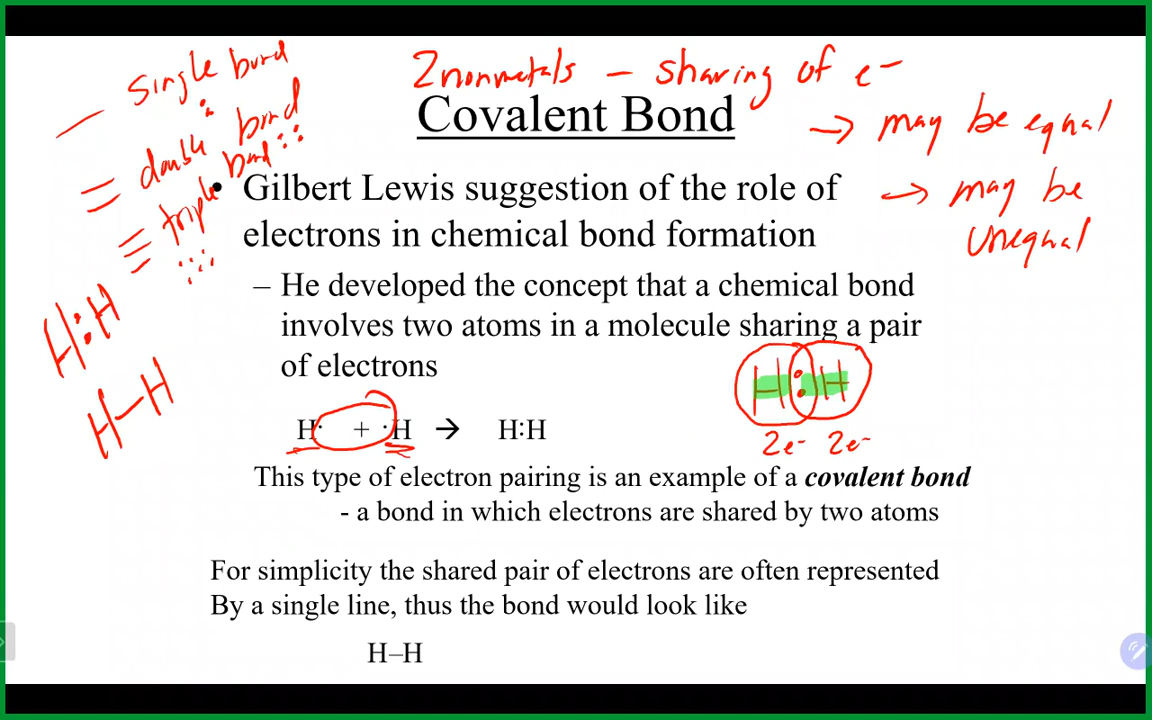 2 nonmetals – sharing of e-
Covalent Bond
→ may be equal
→ may be
unequal
— single bond :
= double bond ::
≡ triple bond
:::
H:H
H–H
• Gilbert Lewis suggestion of the role of
electrons in chemical bond formation
– He developed the concept that a chemical bond
involves two atoms in a molecule sharing a pair
of electrons
H:H
2e- 2e-
H· + ·H → H:H
This type of electron pairing is an example of a covalent bond
- a bond in which electrons are shared by two atoms
For simplicity the shared pair of electrons are often represented
By a single line, thus the bond would look like
H–H